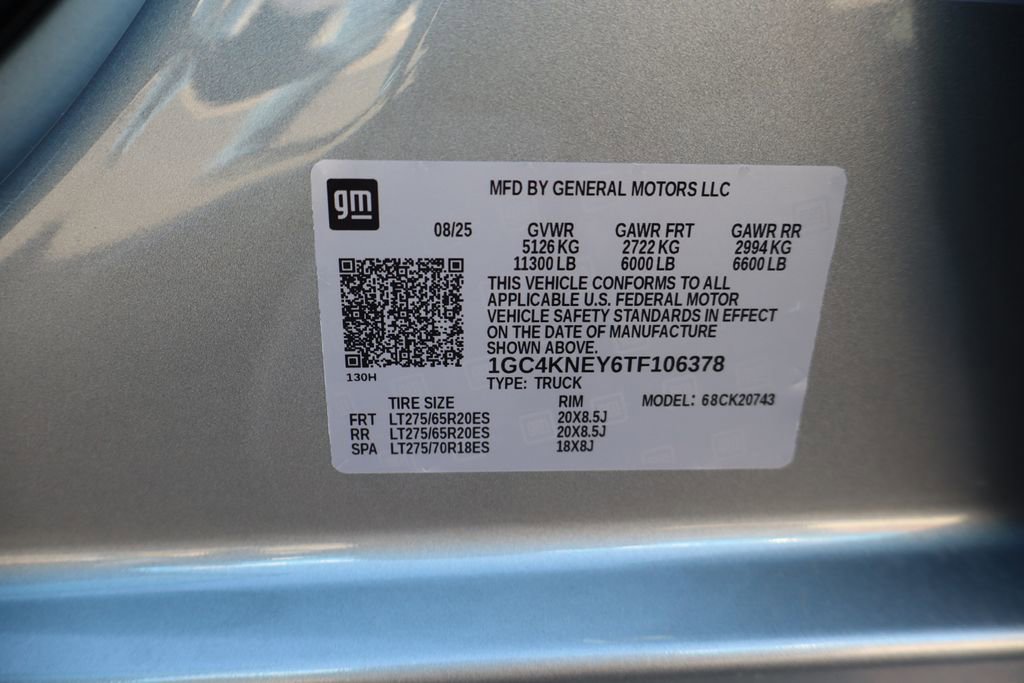 gm
MFD BY GENERAL MOTORS LLC
08/25 GVWR GAWR FRT GAWR RR
5126 KG 2722 KG 2994 KG
11300 LB 6000 LB 6600 LB
THIS VEHICLE CONFORMS TO ALL
APPLICABLE U.S. FEDERAL MOTOR
VEHICLE SAFETY STANDARDS IN EFFECT
ON THE DATE OF MANUFACTURE
SHOWN ABOVE.
1GC4KNEY6TF106378
130H
TYPE: TRUCK
TIRE SIZE RIM MODEL: 68CK20743
FRT LT275/65R20ES 20X8.5J
RR LT275/65R20ES 20X8.5J
SPA LT275/70R18ES 18X8J